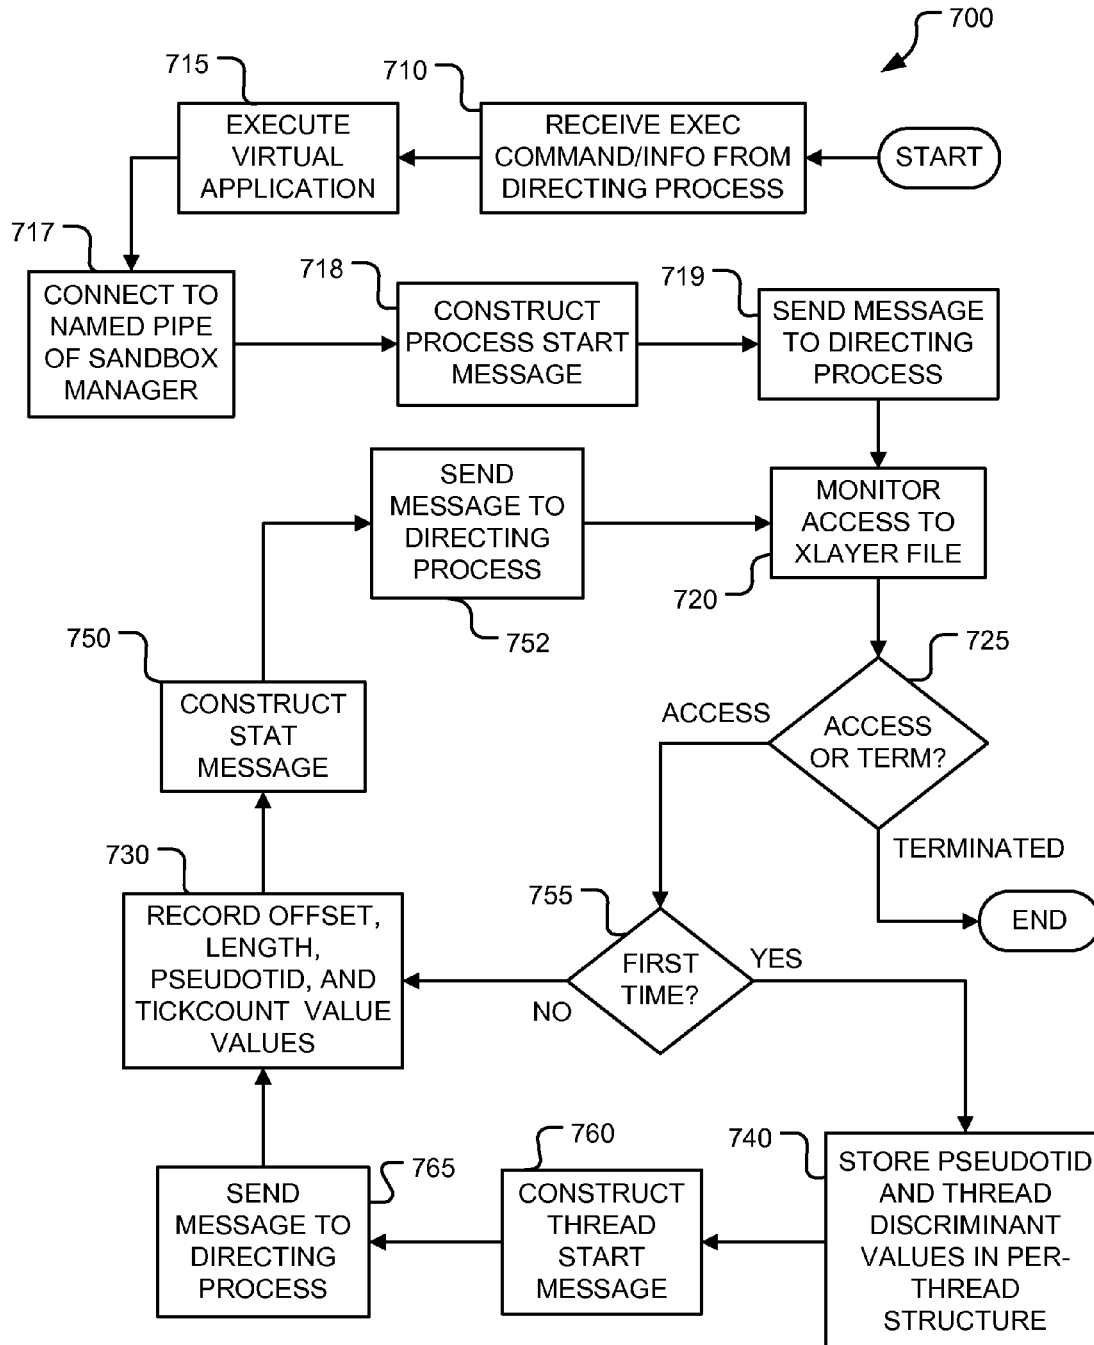 700
START
710
RECEIVE EXEC
COMMAND/INFO FROM
DIRECTING PROCESS
715
EXECUTE
VIRTUAL
APPLICATION
717
CONNECT TO
NAMED PIPE
OF SANDBOX
MANAGER
718
CONSTRUCT
PROCESS START
MESSAGE
719
SEND MESSAGE
TO DIRECTING
PROCESS
MONITOR
ACCESS TO
XLAYER FILE
720
725
ACCESS
OR TERM?
ACCESS
TERMINATED
END
755
FIRST
TIME?
YES
NO
740
STORE PSEUDOTID
AND THREAD
DISCRIMINANT
VALUES IN PER-
THREAD
STRUCTURE
760
CONSTRUCT
THREAD
START
MESSAGE
765
SEND
MESSAGE TO
DIRECTING
PROCESS
730
RECORD OFFSET,
LENGTH,
PSEUDOTID, AND
TICKCOUNT VALUE
VALUES
750
CONSTRUCT
STAT
MESSAGE
SEND
MESSAGE TO
DIRECTING
PROCESS
752